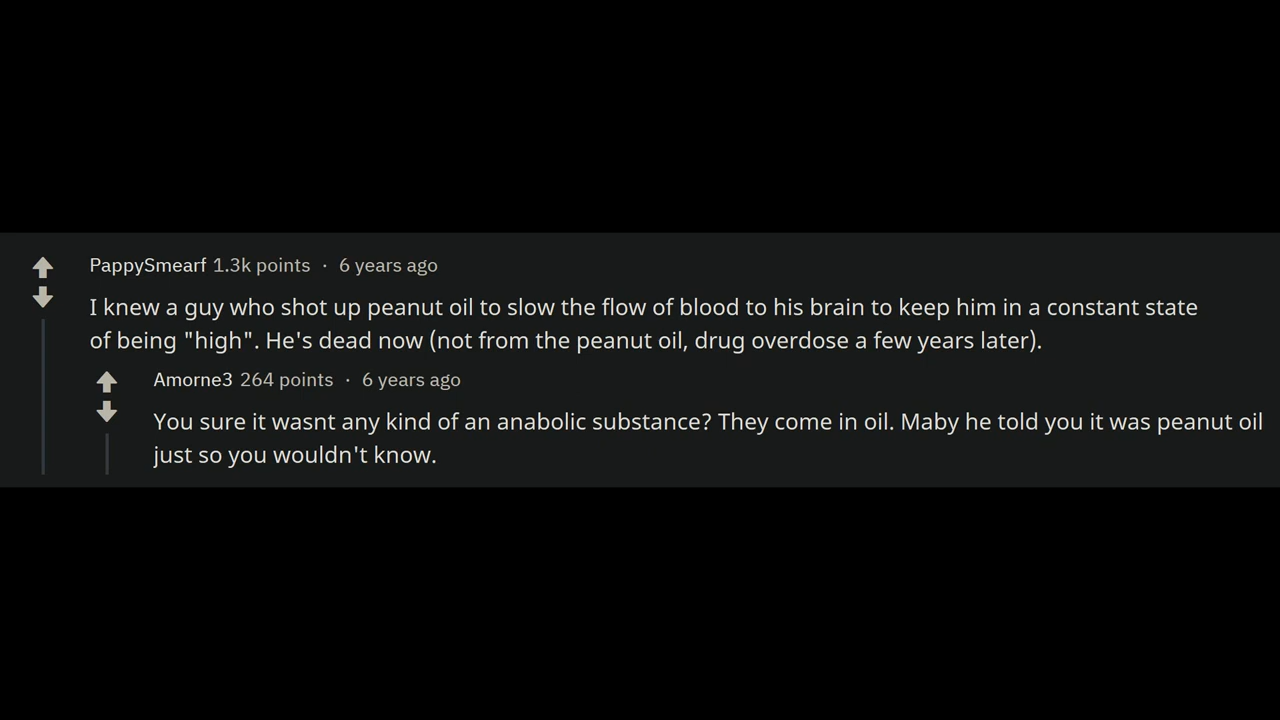 PappySmearf 1.3k points · 6 years ago
I knew a guy who shot up peanut oil to slow the flow of blood to his brain to keep him in a constant state
of being "high". He's dead now (not from the peanut oil, drug overdose a few years later).
Amorne3 264 points · 6 years ago
You sure it wasnt any kind of an anabolic substance? They come in oil. Maby he told you it was peanut oil
just so you wouldn't know.